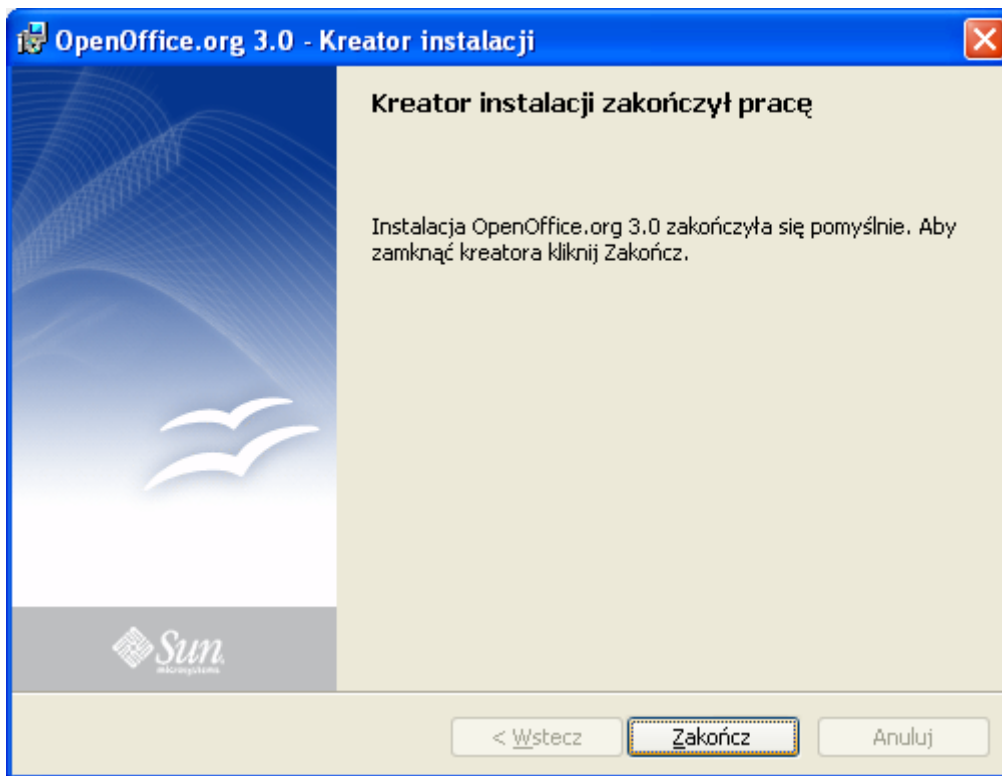 OpenOffice.org 3.0 - Kreator instalacji
Kreator instalacji zakończył pracę
Instalacja OpenOffice.org 3.0 zakończyła się pomyślnie. Aby
zamknąć kreatora kliknij Zakończ.
Sun
microsystems
< Wstecz
Zakończ
Anuluj